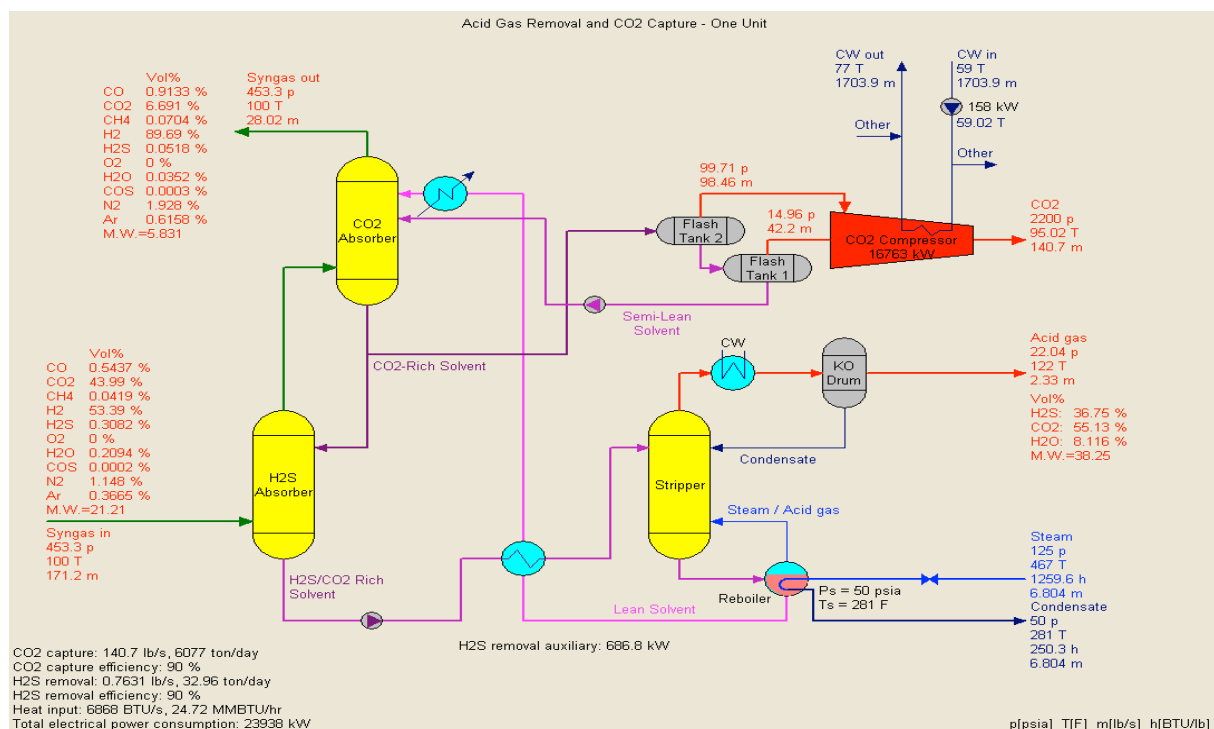 Acid Gas Removal and CO2 Capture - One Unit
Vol%
CO 0.9133 %
CO2 6.691 %
CH4 0.0704 %
H2 89.69 %
H2S 0.0518 %
O2 0 %
H2O 0.0352 %
COS 0.0003 %
N2 1.928 %
Ar 0.6158 %
M.W.=5.831
Syngas out
453.3 p
100 T
28.02 m
CO2
Absorber
CW out
77 T
1703.9 m
CW in
59 T
1703.9 m
158 kW
59.02 T
Other
Other
99.71 p
98.46 m
Flash
Tank 2
14.96 p
42.2 m
Flash
Tank 1
CO2 Compressor
16763 kW
CO2
2200 p
95.02 T
140.7 m
Semi-Lean
Solvent
CO2-Rich Solvent
Vol%
CO 0.5437 %
CO2 43.99 %
CH4 0.0419 %
H2 53.39 %
H2S 0.3082 %
O2 0 %
H2O 0.2094 %
COS 0.0002 %
N2 1.148 %
Ar 0.3665 %
M.W.=21.21
Syngas in
453.3 p
100 T
171.2 m
H2S
Absorber
H2S/CO2 Rich
Solvent
CW
KO
Drum
Acid gas
22.04 p
122 T
2.33 m
Vol%
H2S: 36.75 %
CO2: 55.13 %
H2O: 8.116 %
M.W.=38.25
Condensate
Stripper
Steam / Acid gas
Reboiler
Ps = 50 psia
Ts = 281 F
Lean Solvent
Steam
125 p
467 T
1259.6 h
6.804 m
Condensate
50 p
281 T
250.3 h
6.804 m
H2S removal auxiliary: 686.8 kW
CO2 capture: 140.7 lb/s, 6077 ton/day
CO2 capture efficiency: 90 %
H2S removal: 0.7631 lb/s, 32.96 ton/day
H2S removal efficiency: 90 %
Heat input: 6868 BTU/s, 24.72 MMBTU/hr
Total electrical power consumption: 23938 kW
p[psia] T[F] m[lb/s] h[BTU/lb]